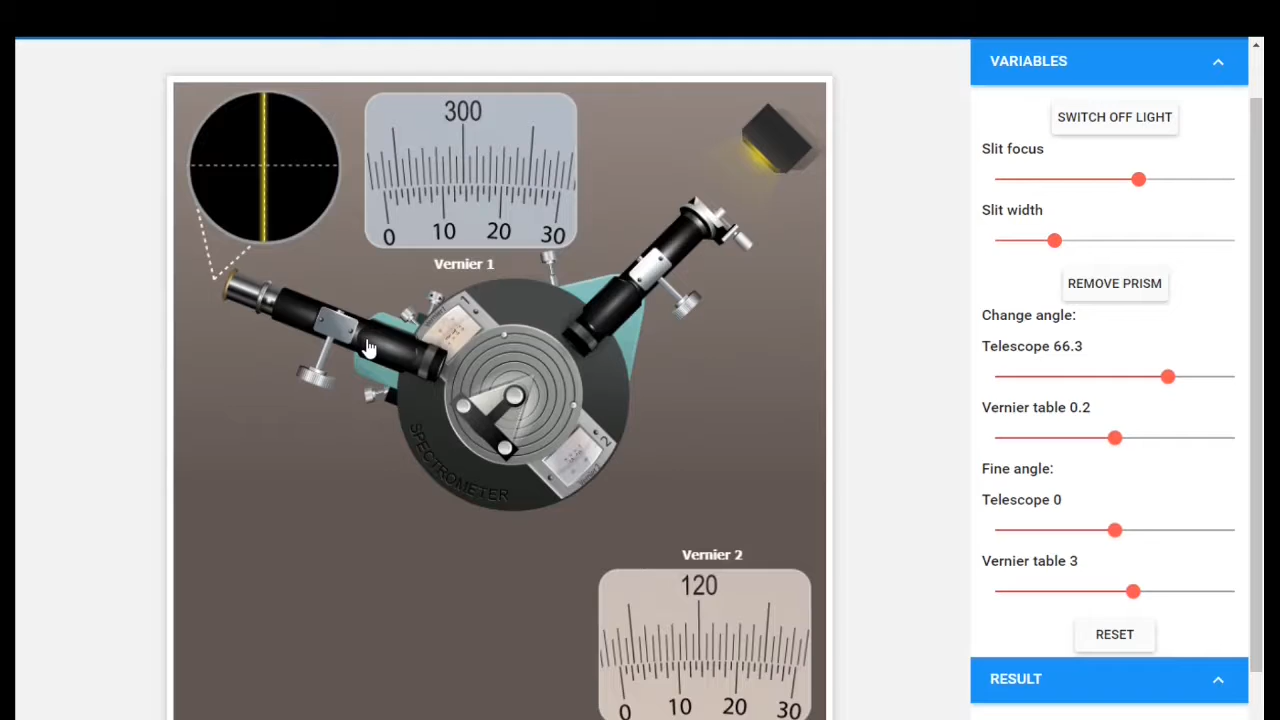 300
0 10 20 30
Vernier 1
SPECTROMETER
1
2
Vernier 2
120
0 10 20 30
VARIABLES
SWITCH OFF LIGHT
Slit focus
Slit width
REMOVE PRISM
Change angle:
Telescope 66.3
Vernier table 0.2
Fine angle:
Telescope 0
Vernier table 3
RESET
RESULT